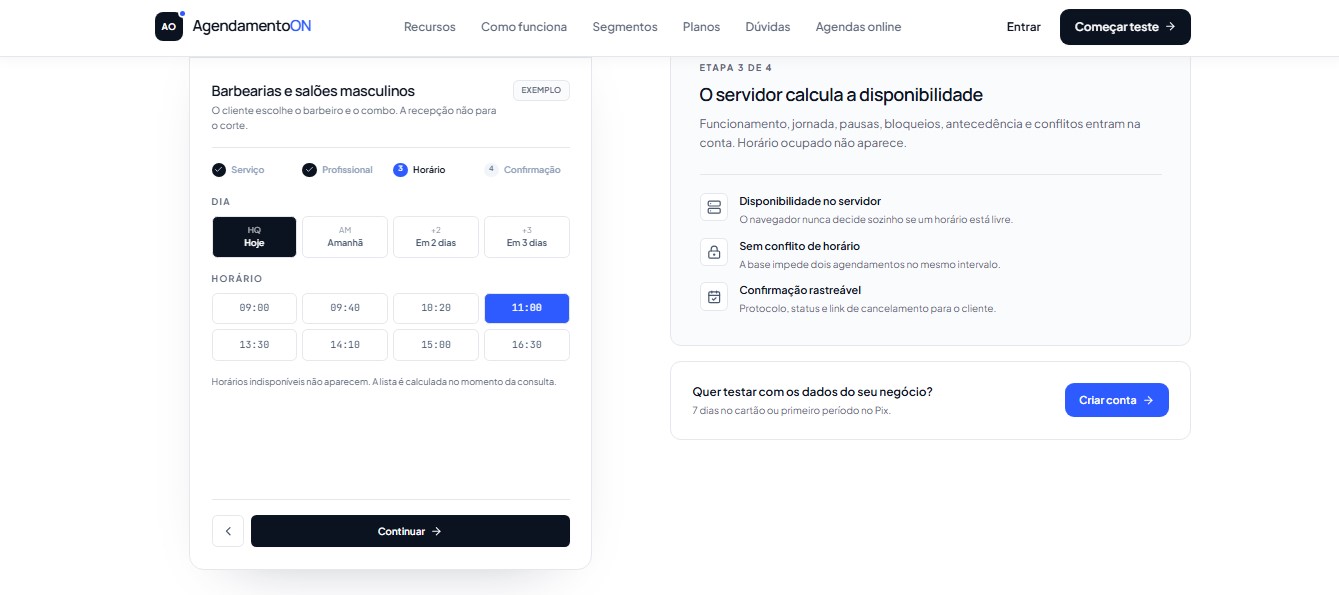 AO AgendamentoON Recursos Como funciona Segmentos Planos Dúvidas Agendas online Entrar Começar teste →
Barbearias e salões masculinos EXEMPLO
O cliente escolhe o barbeiro e o combo. A recepção não para
o corte.
Serviço Profissional 3 Horário 4 Confirmação
DIA
HQ AM +2 +3
Hoje Amanhã Em 2 dias Em 3 dias
HORÁRIO
09:00 09:40 10:20 11:00
13:30 14:10 15:00 16:30
Horários indisponíveis não aparecem. A lista é calculada no momento da consulta.
Continuar →
ETAPA 3 DE 4
O servidor calcula a disponibilidade
Funcionamento, jornada, pausas, bloqueios, antecedência e conflitos entram na
conta. Horário ocupado não aparece.
Disponibilidade no servidor
O navegador nunca decide sozinho se um horário está livre.
Sem conflito de horário
A base impede dois agendamentos no mesmo intervalo.
Confirmação rastreável
Protocolo, status e link de cancelamento para o cliente.
Quer testar com os dados do seu negócio?
7 dias no cartão ou primeiro período no Pix.
Criar conta →